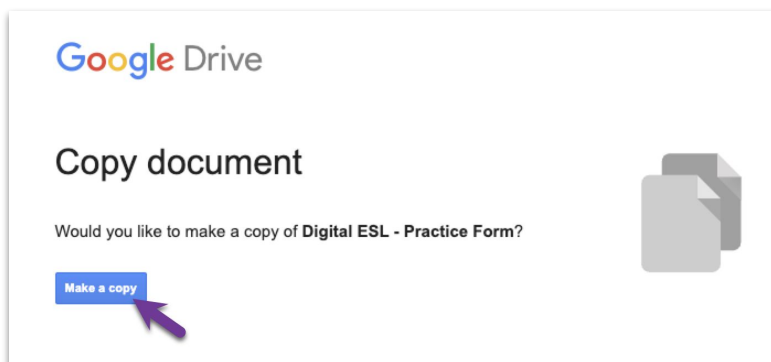 Google Drive
Copy document
Would you like to make a copy of Digital ESL - Practice Form?
Make a copy